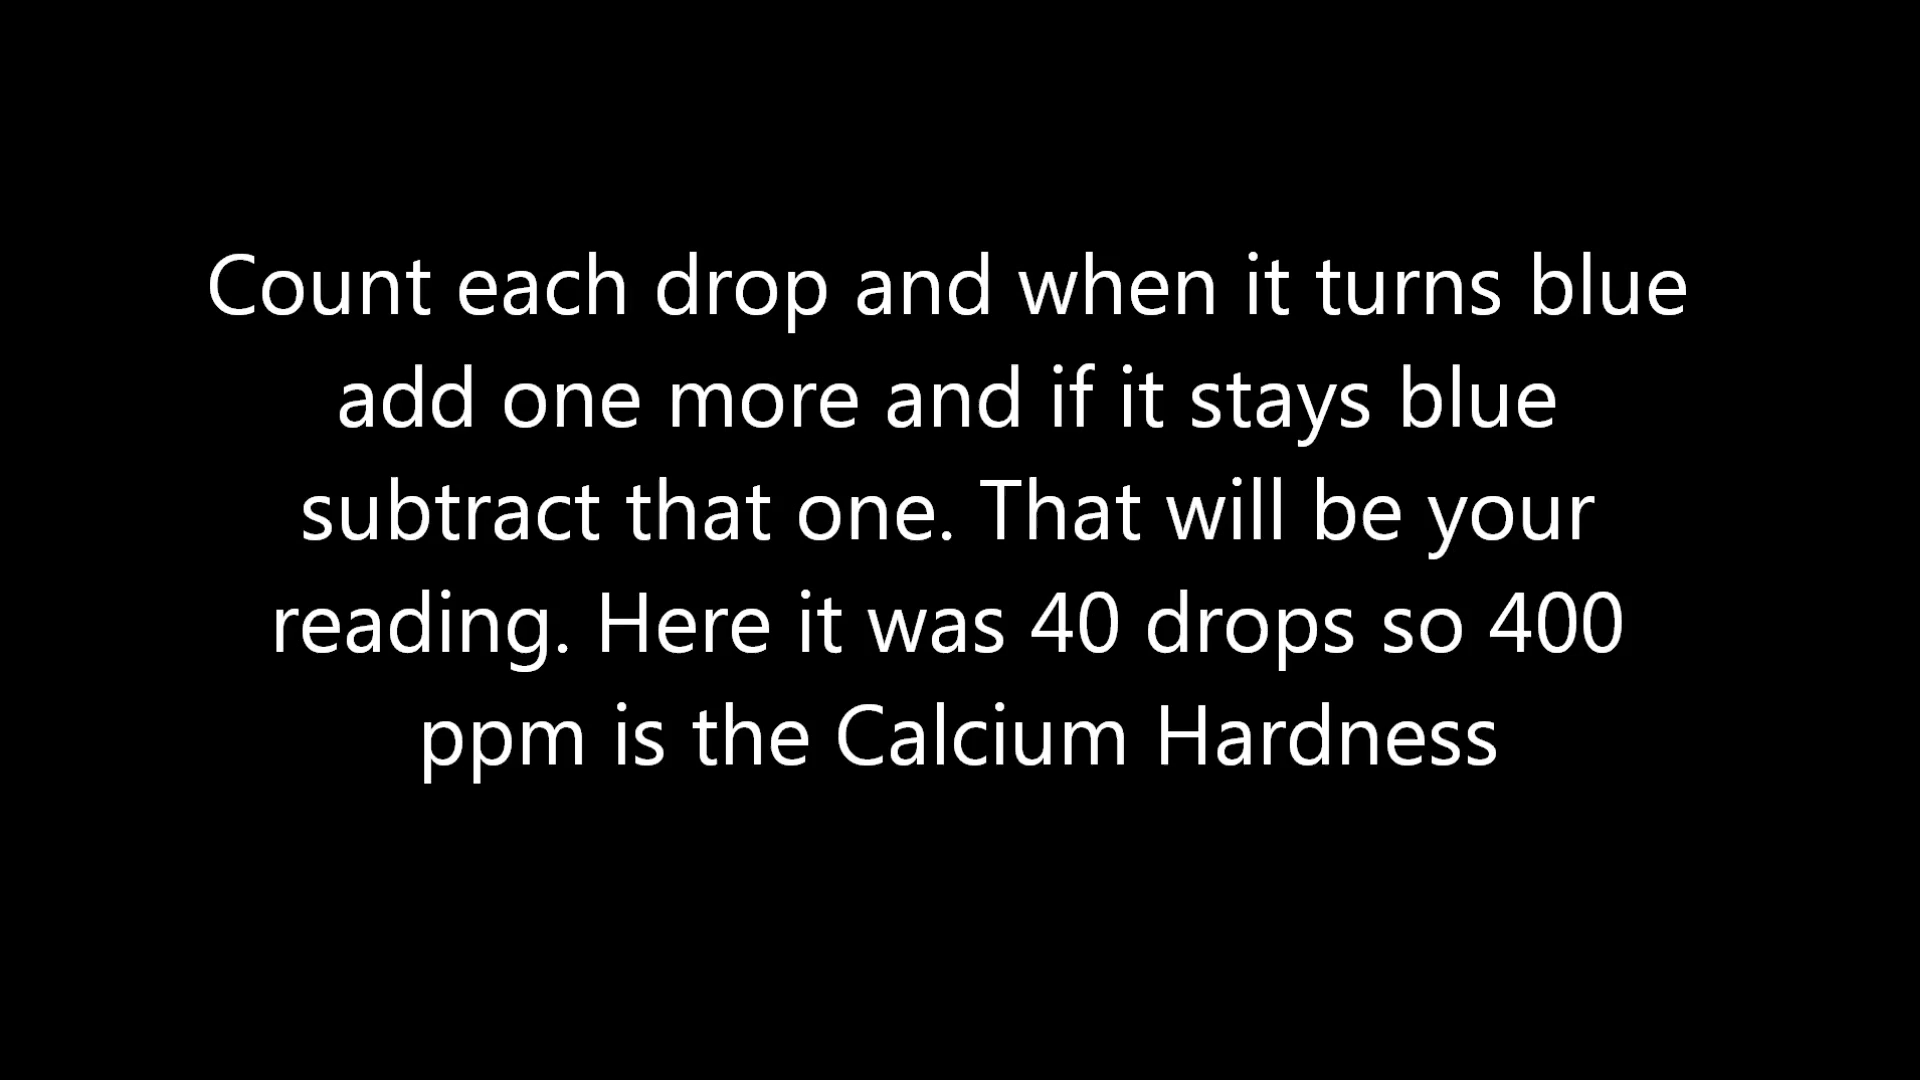 Count each drop and when it turns blue
add one more and if it stays blue
subtract that one. That will be your
reading. Here it was 40 drops so 400
ppm is the Calcium Hardness